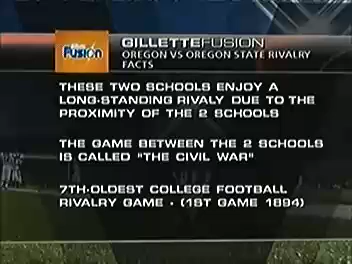 Fusion
GILLETTEFUSION
OREGON VS OREGON STATE RIVALRY
FACTS
THESE TWO SCHOOLS ENJOY A
LONG-STANDING RIVALY DUE TO THE
PROXIMITY OF THE 2 SCHOOLS
THE GAME BETWEEN THE 2 SCHOOLS
IS CALLED "THE CIVIL WAR"
7TH-OLDEST COLLEGE FOOTBALL
RIVALRY GAME - (1ST GAME 1894)